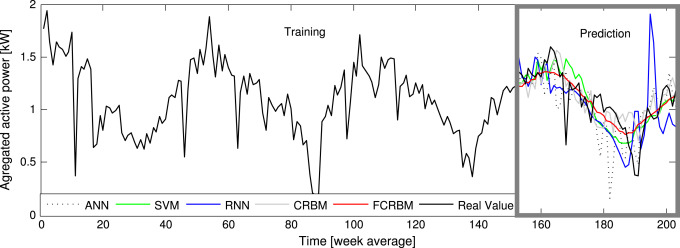 2
1.5
1
0.5
0
Agregated active power [kW]
Training
Prediction
ANN SVM RNN CRBM FCRBM Real Value
0 20 40 60 80 100 120 140 160 180 200
Time [week average]